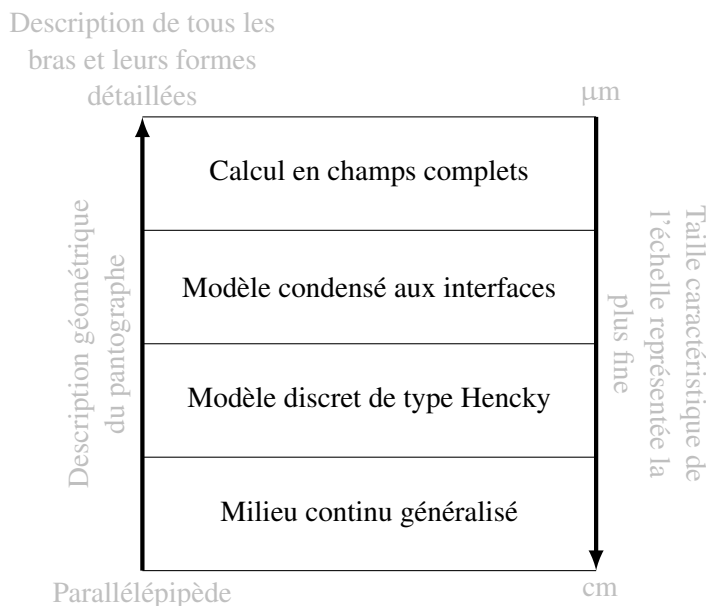 Description de tous les
bras et leurs formes
détaillées
μm
Calcul en champs complets
Modèle condensé aux interfaces
Modèle discret de type Hencky
Milieu continu généralisé
Description géométrique
du pantographe
Taille caractéristique de
l'échelle représentée la
plus fine
Parallélépipède
cm